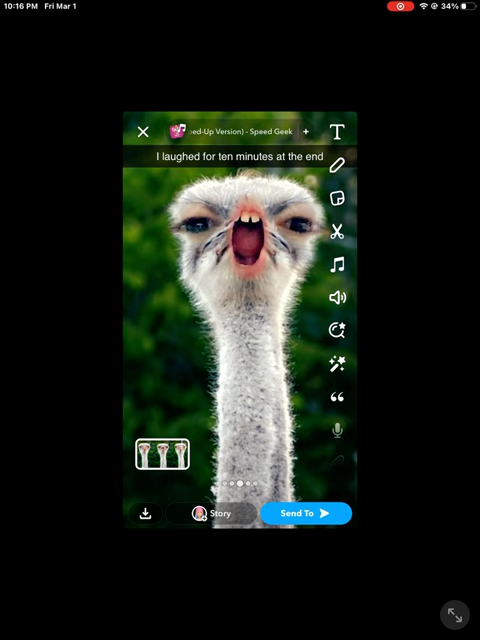 10:16 PM Fri Mar 1
34%
ed-Up Version) - Speed Geek
I laughed for ten minutes at the end
Story
Send To